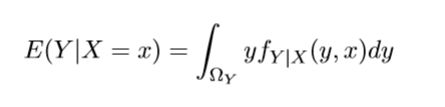 E(Y|X = x) = ∫_{Ω_Y} y f_{Y|X}(y, x)dy